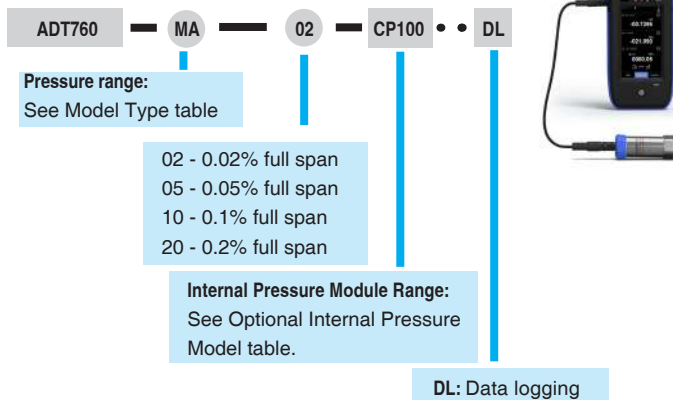 ADT760 MA 02 CP100 DL
Pressure range:
See Model Type table
02 - 0.02% full span
05 - 0.05% full span
10 - 0.1% full span
20 - 0.2% full span
Internal Pressure Module Range:
See Optional Internal Pressure
Model table.
DL: Data logging